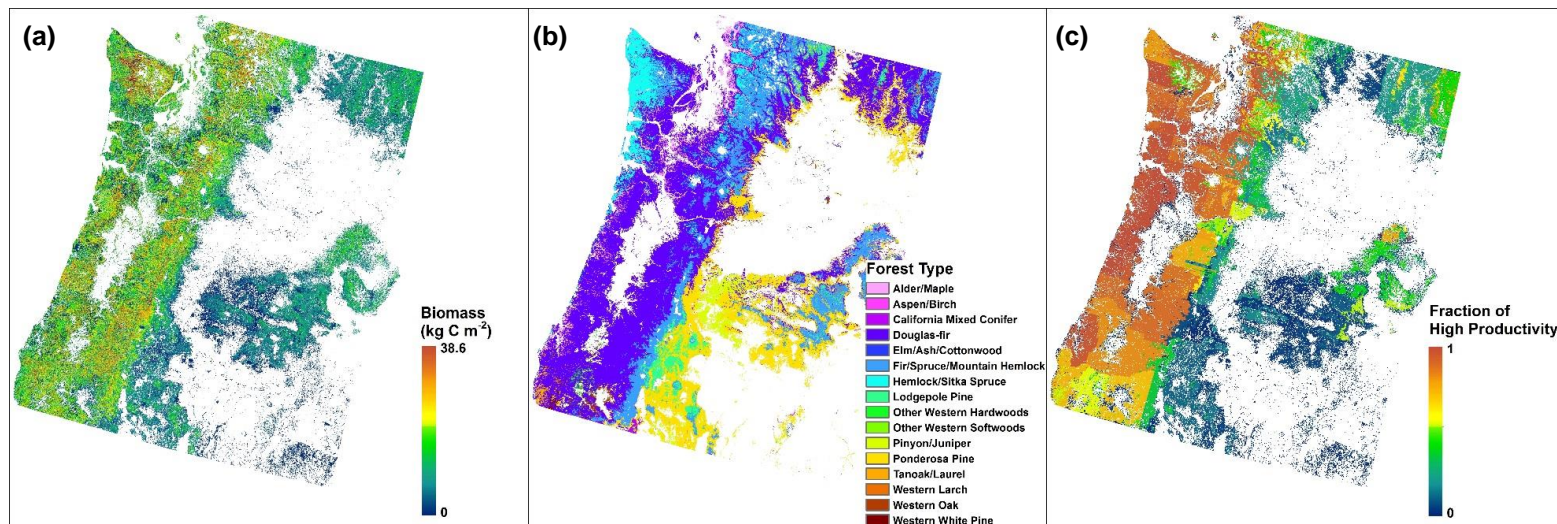 (a)
Biomass
(kg C m-2)
38.6
0
(b)
Forest Type
Alder/Maple
Aspen/Birch
California Mixed Conifer
Douglas-fir
Elm/Ash/Cottonwood
Fir/Spruce/Mountain Hemlock
Hemlock/Sitka Spruce
Lodgepole Pine
Other Western Hardwoods
Other Western Softwoods
Pinyon/Juniper
Ponderosa Pine
Tanoak/Laurel
Western Larch
Western Oak
Western White Pine
(c)
Fraction of
High Productivity
1
0